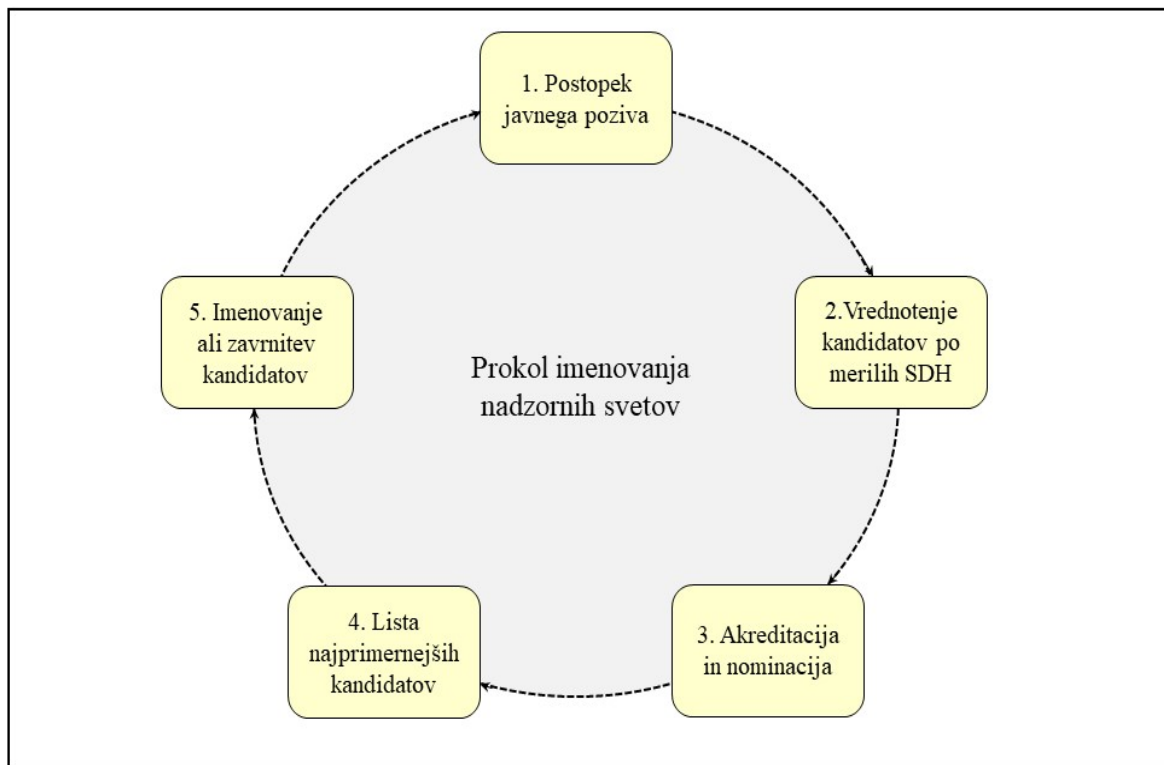 1. Postopek
javnega poziva
2.Vrednotenje
kandidatov po
merilih SDH
3. Akreditacija
in nominacija
4. Lista
najprimernejših
kandidatov
5. Imenovanje
ali zavrnitev
kandidatov
Prokol imenovanja
nadzornih svetov